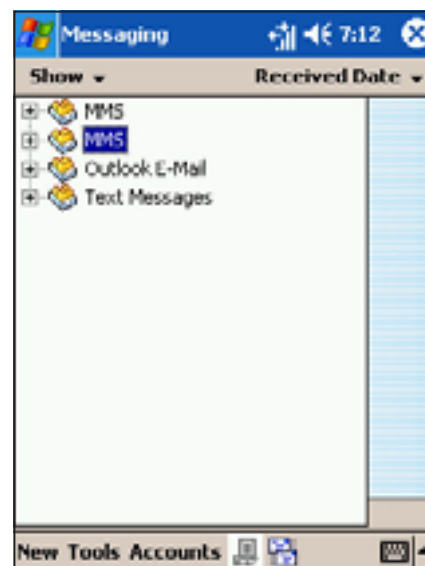 Messaging 7:12
Show Received Date
MMS
MMS
Outlook E-Mail
Text Messages
New Tools Accounts